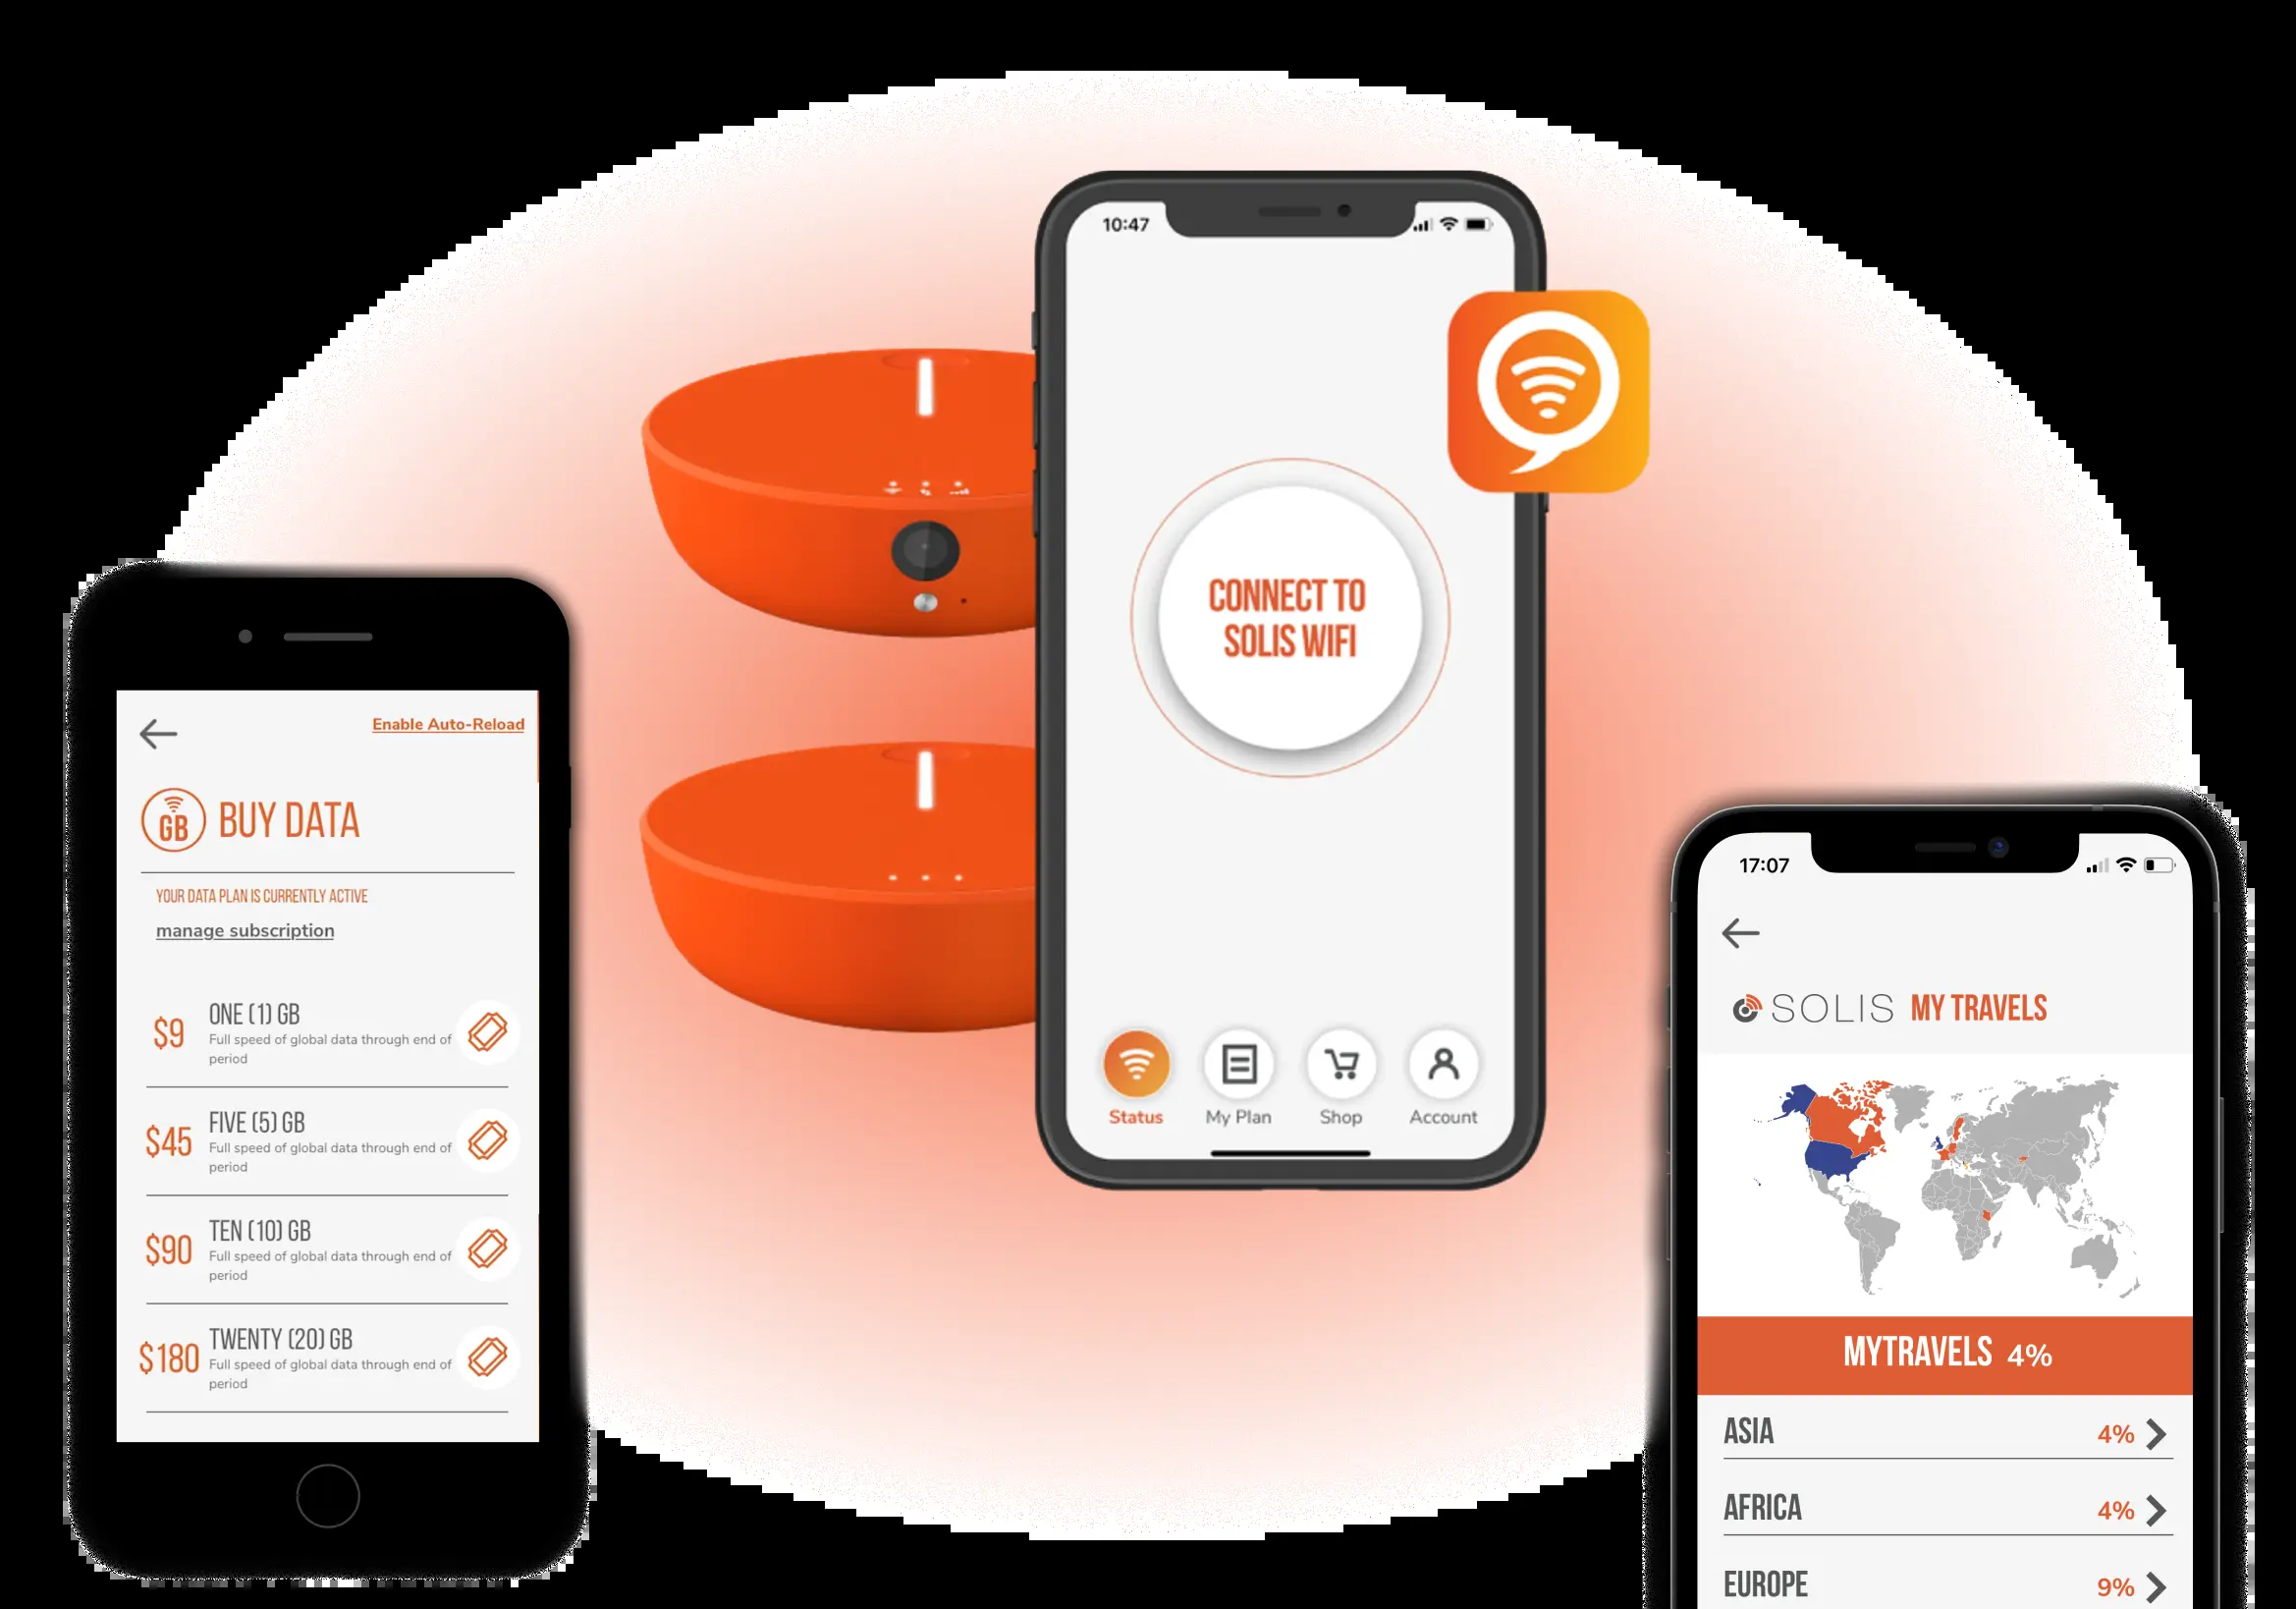 10:47
CONNECT TO
SOLIS WIFI
Status
My Plan
Shop
Account
Enable Auto-Reload
GB
BUY DATA
YOUR DATA PLAN IS CURRENTLY ACTIVE
manage subscription
$9
ONE (1) GB
Full speed of global data through end of
period
$45
FIVE (5) GB
Full speed of global data through end of
period
$90
TEN (10) GB
Full speed of global data through end of
period
$180
TWENTY (20) GB
Full speed of global data through end of
period
17:07
SOLIS MY TRAVELS
MYTRAVELS 4%
ASIA 4%
AFRICA 4%
EUROPE 9%